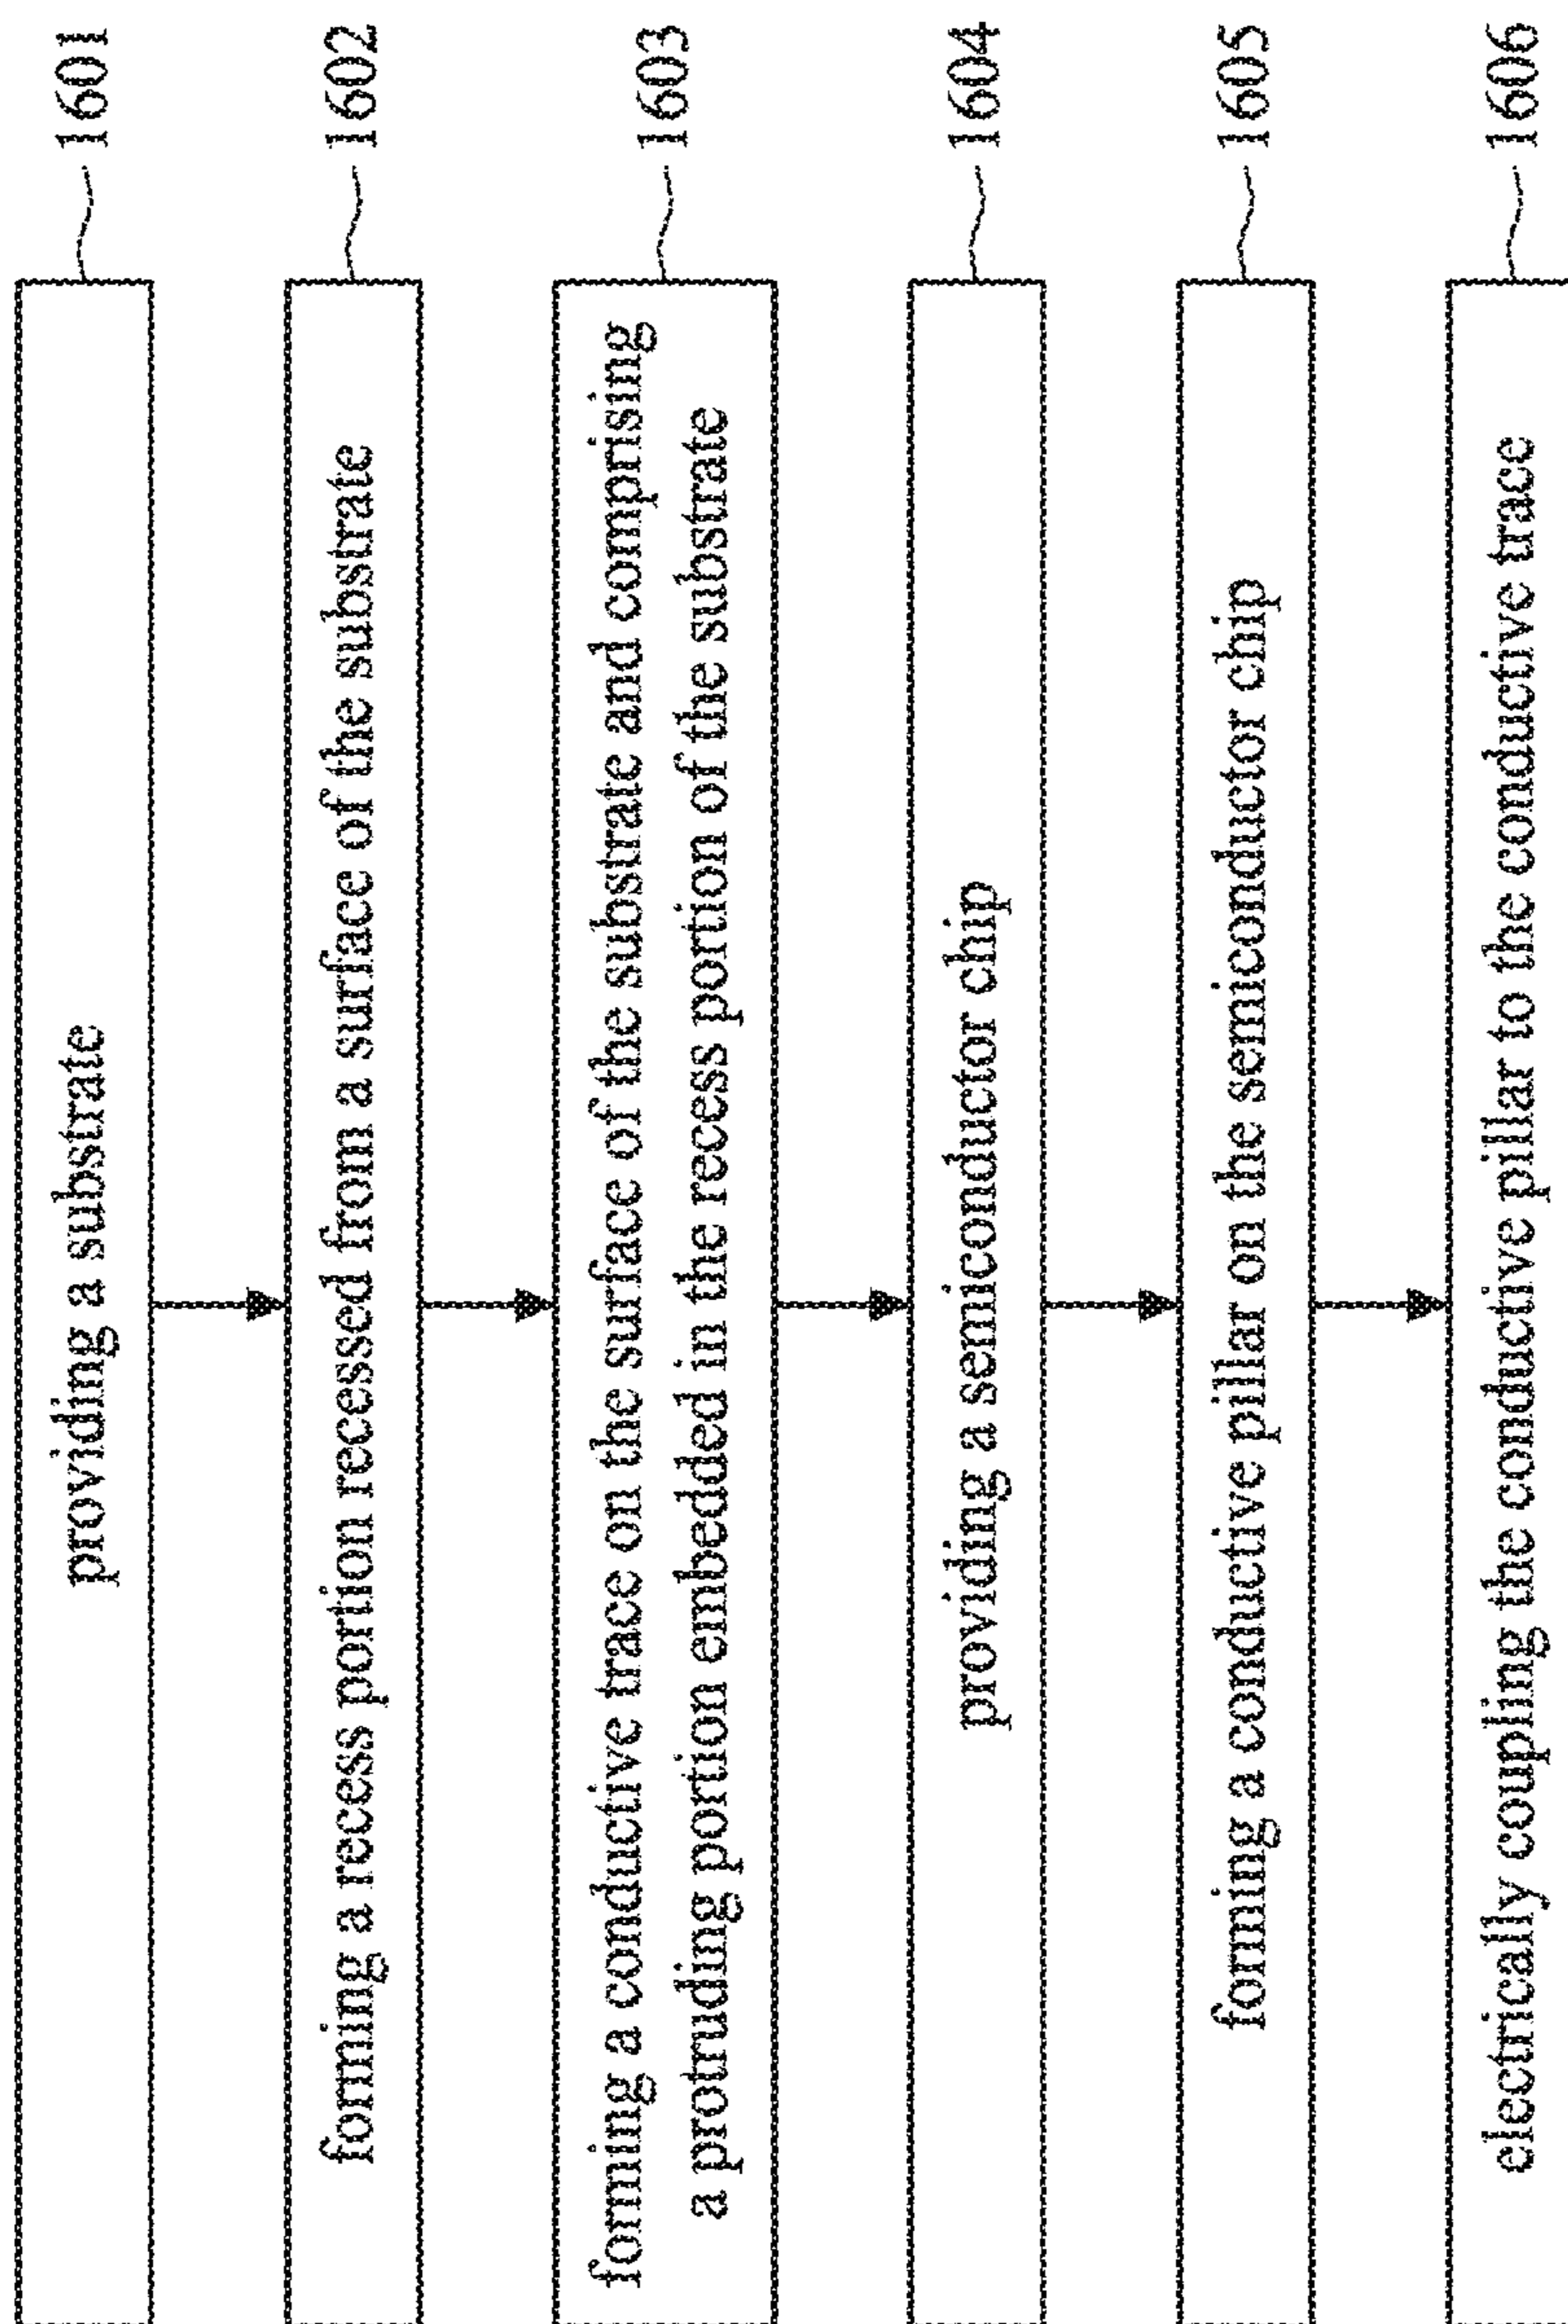 providing a substrate
1601
forming a recess portion recessed from a surface of the substrate
1602
forming a conductive trace on the surface of the substrate and comprising
a protruding portion embedded in the recess portion of the substrate
1603
providing a semiconductor chip
1604
forming a conductive pillar on the semiconductor chip
1605
electrically coupling the conductive pillar to the conductive trace
1606